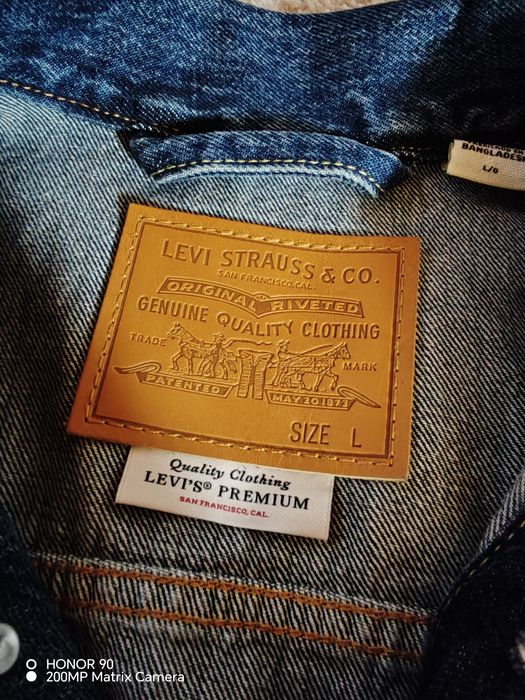 BANGLADES
L/G
LEVI STRAUSS & CO.
SAN FRANCISCO, CAL.
ORIGINAL RIVETED
GENUINE QUALITY CLOTHING
TRADE MARK
PATENTED MAY 20 1873
SIZE L
Quality Clothing
LEVI'S® PREMIUM
SAN FRANCISCO, CAL.
HONOR 90
200MP Matrix Camera